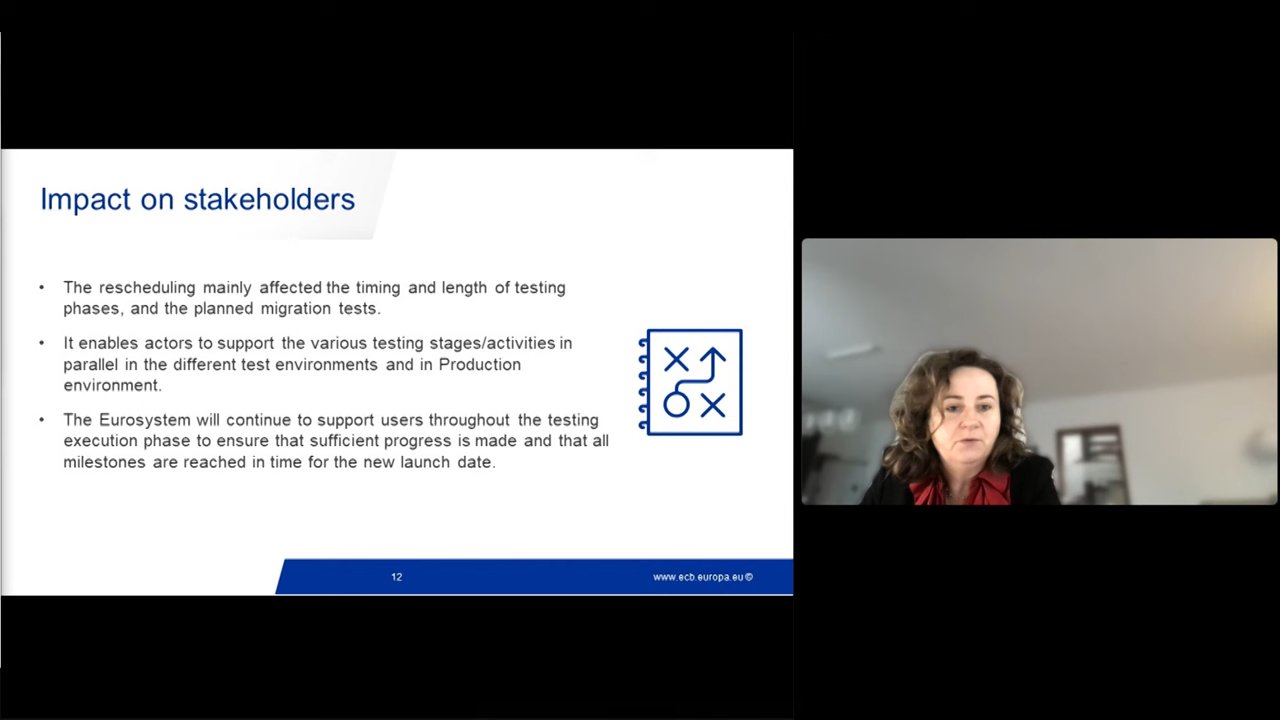 Impact on stakeholders
• The rescheduling mainly affected the timing and length of testing
phases, and the planned migration tests.
• It enables actors to support the various testing stages/activities in
parallel in the different test environments and in Production
environment.
• The Eurosystem will continue to support users throughout the testing
execution phase to ensure that sufficient progress is made and that all
milestones are reached in time for the new launch date.
12
www.ecb.europa.eu ©